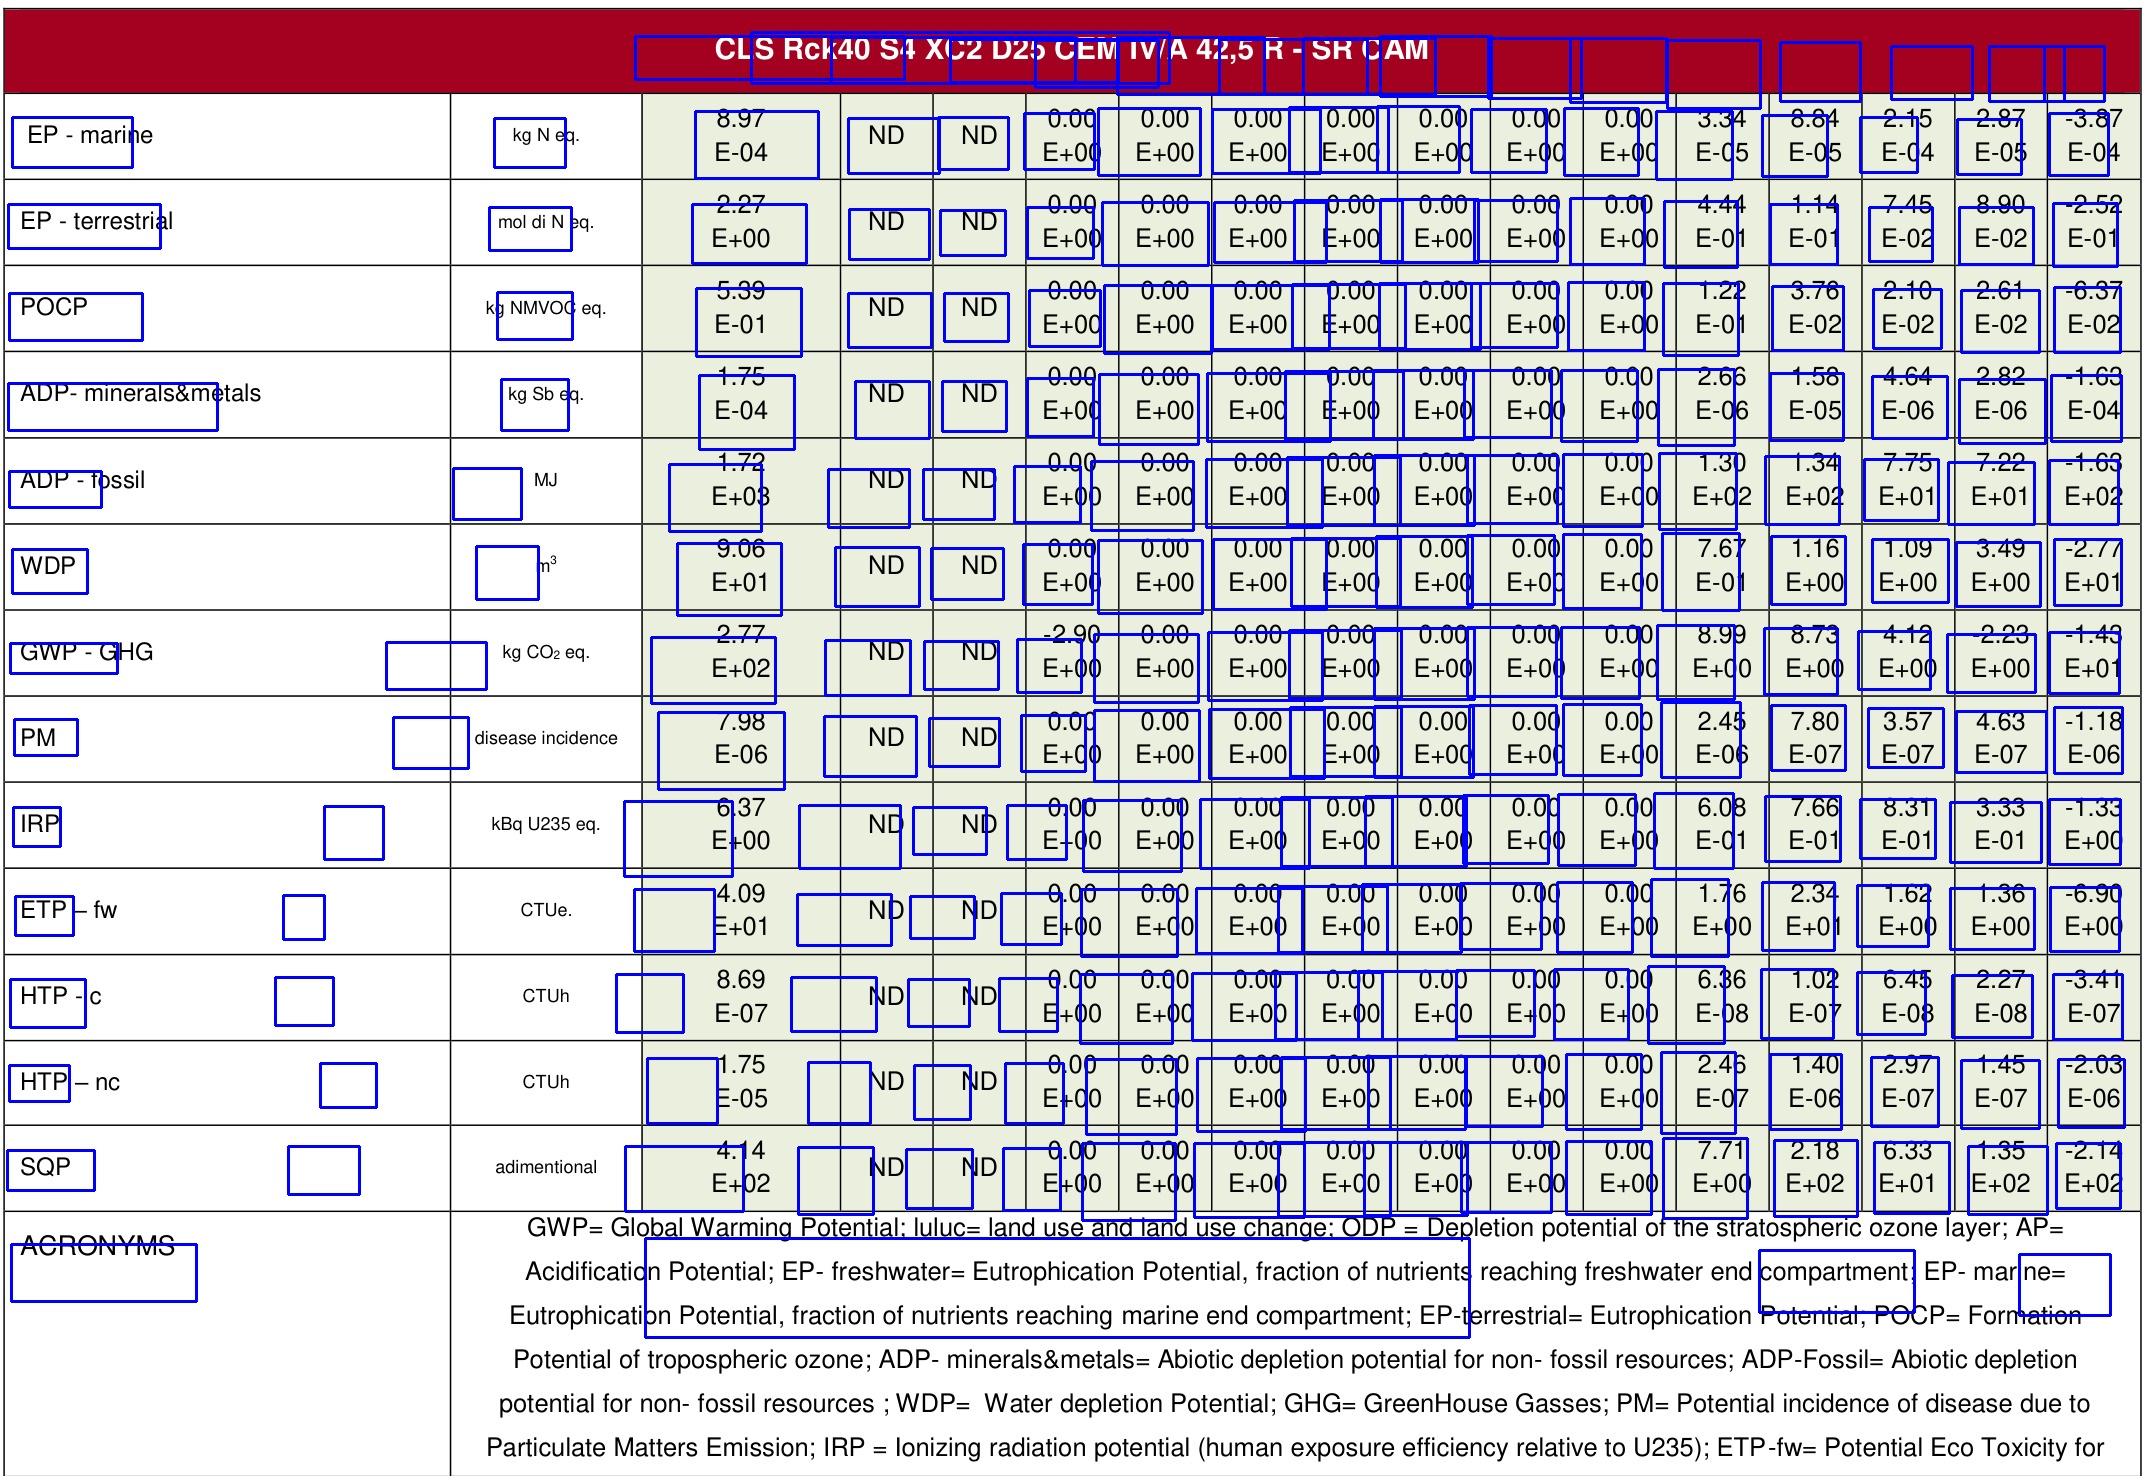 CLS Rck40 S4 XC2 D25 CEM IV/A 42,5 R - SR CAM
EP - marine kg N eq. 8.97 E-04 ND ND 0.00 E+00 0.00 E+00 0.00 E+00 0.00 E+00 0.00 E+00 0.00 E+00 0.00 E+00 3.34 E-05 8.84 E-05 2.15 E-04 2.87 E-05 -3.87 E-04
EP - terrestrial mol di N eq. 2.27 E+00 ND ND 0.00 E+00 0.00 E+00 0.00 E+00 0.00 E+00 0.00 E+00 0.00 E+00 0.00 E+00 4.44 E-01 1.14 E-01 7.45 E-02 8.90 E-02 -2.52 E-01
POCP kg NMVOC eq. 5.39 E-01 ND ND 0.00 E+00 0.00 E+00 0.00 E+00 0.00 E+00 0.00 E+00 0.00 E+00 0.00 E+00 1.22 E-01 3.76 E-02 2.10 E-02 2.61 E-02 -6.37 E-02
ADP- minerals&metals kg Sb eq. 1.75 E-04 ND ND 0.00 E+00 0.00 E+00 0.00 E+00 0.00 E+00 0.00 E+00 0.00 E+00 0.00 E+00 2.66 E-06 1.58 E-05 4.64 E-06 2.82 E-06 -1.63 E-04
ADP - fossil MJ 1.72 E+03 ND ND 0.00 E+00 0.00 E+00 0.00 E+00 0.00 E+00 0.00 E+00 0.00 E+00 0.00 E+00 1.30 E+02 1.34 E+02 7.75 E+01 7.22 E+01 -1.63 E+02
WDP m³ 9.06 E+01 ND ND 0.00 E+00 0.00 E+00 0.00 E+00 0.00 E+00 0.00 E+00 0.00 E+00 0.00 E+00 7.67 E-01 1.16 E+00 1.09 E+00 3.49 E+00 -2.77 E+01
GWP - GHG kg CO₂ eq. 2.77 E+02 ND ND -2.90 E+00 0.00 E+00 0.00 E+00 0.00 E+00 0.00 E+00 0.00 E+00 0.00 E+00 8.99 E+00 8.73 E+00 4.12 E+00 -2.23 E+00 -1.43 E+01
PM disease incidence 7.98 E-06 ND ND 0.00 E+00 0.00 E+00 0.00 E+00 0.00 E+00 0.00 E+00 0.00 E+00 0.00 E+00 2.45 E-06 7.80 E-07 3.57 E-07 4.63 E-07 -1.18 E-06
IRP kBq U235 eq. 6.37 E+00 ND ND 0.00 E+00 0.00 E+00 0.00 E+00 0.00 E+00 0.00 E+00 0.00 E+00 0.00 E+00 6.08 E-01 7.66 E-01 8.31 E-01 3.33 E-01 -1.33 E+00
ETP – fw CTUe. 4.09 E+01 ND ND 0.00 E+00 0.00 E+00 0.00 E+00 0.00 E+00 0.00 E+00 0.00 E+00 0.00 E+00 1.76 E+00 2.34 E+01 1.62 E+00 1.36 E+00 -6.90 E+00
HTP - c CTUh 8.69 E-07 ND ND 0.00 E+00 0.00 E+00 0.00 E+00 0.00 E+00 0.00 E+00 0.00 E+00 0.00 E+00 6.36 E-08 1.02 E-07 6.45 E-08 2.27 E-08 -3.41 E-07
HTP – nc CTUh 1.75 E-05 ND ND 0.00 E+00 0.00 E+00 0.00 E+00 0.00 E+00 0.00 E+00 0.00 E+00 0.00 E+00 2.46 E-07 1.40 E-06 2.97 E-07 1.45 E-07 -2.03 E-06
SQP adimentional 4.14 E+02 ND ND 0.00 E+00 0.00 E+00 0.00 E+00 0.00 E+00 0.00 E+00 0.00 E+00 0.00 E+00 7.71 E+00 2.18 E+02 6.33 E+01 1.35 E+02 -2.14 E+02
ACRONYMS GWP= Global Warming Potential; luluc= land use and land use change; ODP = Depletion potential of the stratospheric ozone layer; AP=
Acidification Potential; EP- freshwater= Eutrophication Potential, fraction of nutrients reaching freshwater end compartment; EP- marine=
Eutrophication Potential, fraction of nutrients reaching marine end compartment; EP-terrestrial= Eutrophication Potential; POCP= Formation
Potential of tropospheric ozone; ADP- minerals&metals= Abiotic depletion potential for non- fossil resources; ADP-Fossil= Abiotic depletion
potential for non- fossil resources ; WDP= Water depletion Potential; GHG= GreenHouse Gasses; PM= Potential incidence of disease due to
Particulate Matters Emission; IRP = Ionizing radiation potential (human exposure efficiency relative to U235); ETP-fw= Potential Eco Toxicity for